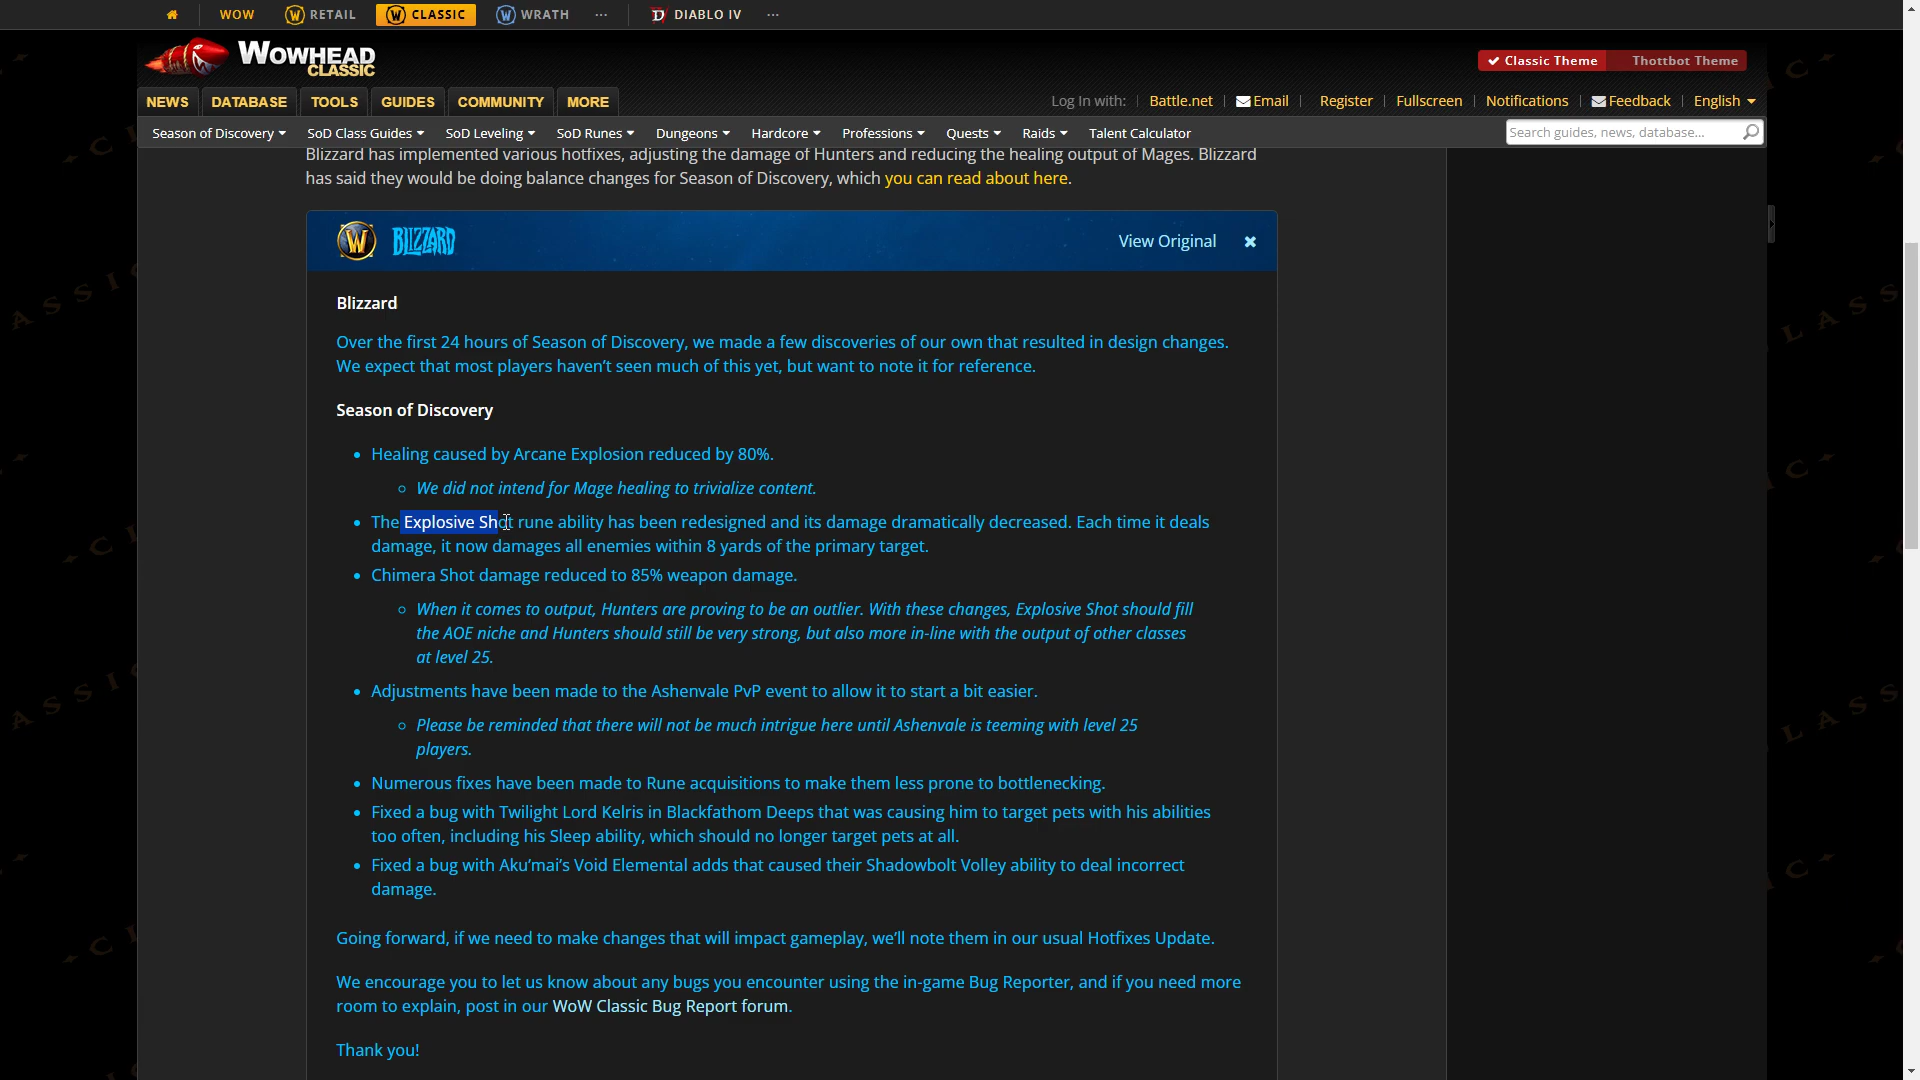 WOW RETAIL CLASSIC WRATH ... DIABLO IV ...
WOWHEAD
CLASSIC
Classic Theme Thottbot Theme
NEWS DATABASE TOOLS GUIDES COMMUNITY MORE
Log In with: Battle.net Email Register Fullscreen Notifications Feedback English
Season of Discovery SoD Class Guides SoD Leveling SoD Runes Dungeons Hardcore Professions Quests Raids Talent Calculator Search guides, news, database...
Blizzard has implemented various hotfixes, adjusting the damage of Hunters and reducing the healing output of Mages. Blizzard
has said they would be doing balance changes for Season of Discovery, which you can read about here.
BLIZZARD View Original
Blizzard
Over the first 24 hours of Season of Discovery, we made a few discoveries of our own that resulted in design changes.
We expect that most players haven’t seen much of this yet, but want to note it for reference.
Season of Discovery
• Healing caused by Arcane Explosion reduced by 80%.
◦ We did not intend for Mage healing to trivialize content.
• The Explosive Shot rune ability has been redesigned and its damage dramatically decreased. Each time it deals
damage, it now damages all enemies within 8 yards of the primary target.
• Chimera Shot damage reduced to 85% weapon damage.
◦ When it comes to output, Hunters are proving to be an outlier. With these changes, Explosive Shot should fill
the AOE niche and Hunters should still be very strong, but also more in-line with the output of other classes
at level 25.
• Adjustments have been made to the Ashenvale PvP event to allow it to start a bit easier.
◦ Please be reminded that there will not be much intrigue here until Ashenvale is teeming with level 25
players.
• Numerous fixes have been made to Rune acquisitions to make them less prone to bottlenecking.
• Fixed a bug with Twilight Lord Kelris in Blackfathom Deeps that was causing him to target pets with his abilities
too often, including his Sleep ability, which should no longer target pets at all.
• Fixed a bug with Aku’mai’s Void Elemental adds that caused their Shadowbolt Volley ability to deal incorrect
damage.
Going forward, if we need to make changes that will impact gameplay, we’ll note them in our usual Hotfixes Update.
We encourage you to let us know about any bugs you encounter using the in-game Bug Reporter, and if you need more
room to explain, post in our WoW Classic Bug Report forum.
Thank you!